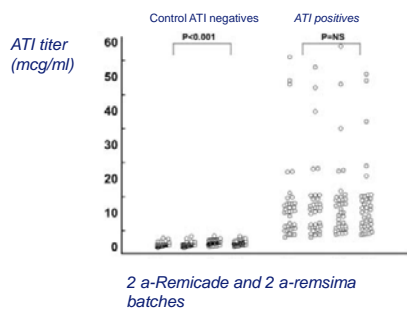 Control ATI negatives
ATI positives
ATI titer
(mcg/ml)
P<0.001
P=NS
60
50
40
30
20
10
0
2 a-Remicade and 2 a-remsima
batches